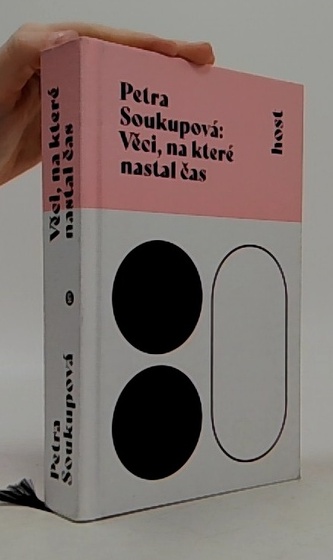 Petra
Soukupová:
Věci, na které
nastal čas
host
Věci, na které
nastal čas
Petra
Soukupová